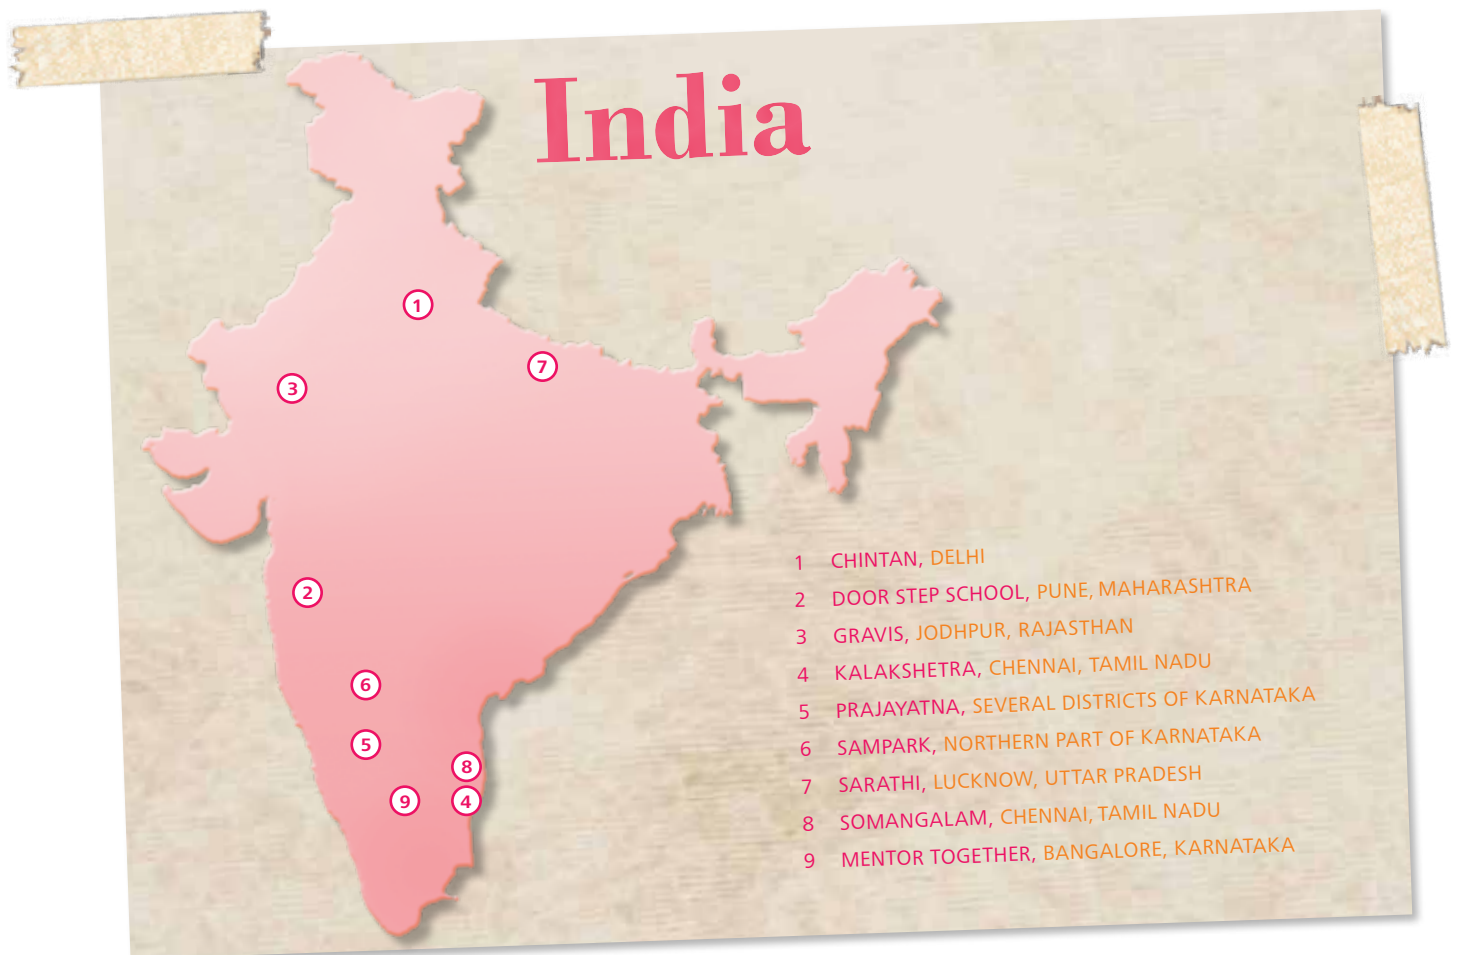 India
1
7
3
2
6
5
8
9
4
1 CHINTAN, DELHI
2 DOOR STEP SCHOOL, PUNE, MAHARASHTRA
3 GRAVIS, JODHPUR, RAJASTHAN
4 KALAKSHETRA, CHENNAI, TAMIL NADU
5 PRAJAYATNA, SEVERAL DISTRICTS OF KARNATAKA
6 SAMPARK, NORTHERN PART OF KARNATAKA
7 SARATHI, LUCKNOW, UTTAR PRADESH
8 SOMANGALAM, CHENNAI, TAMIL NADU
9 MENTOR TOGETHER, BANGALORE, KARNATAKA